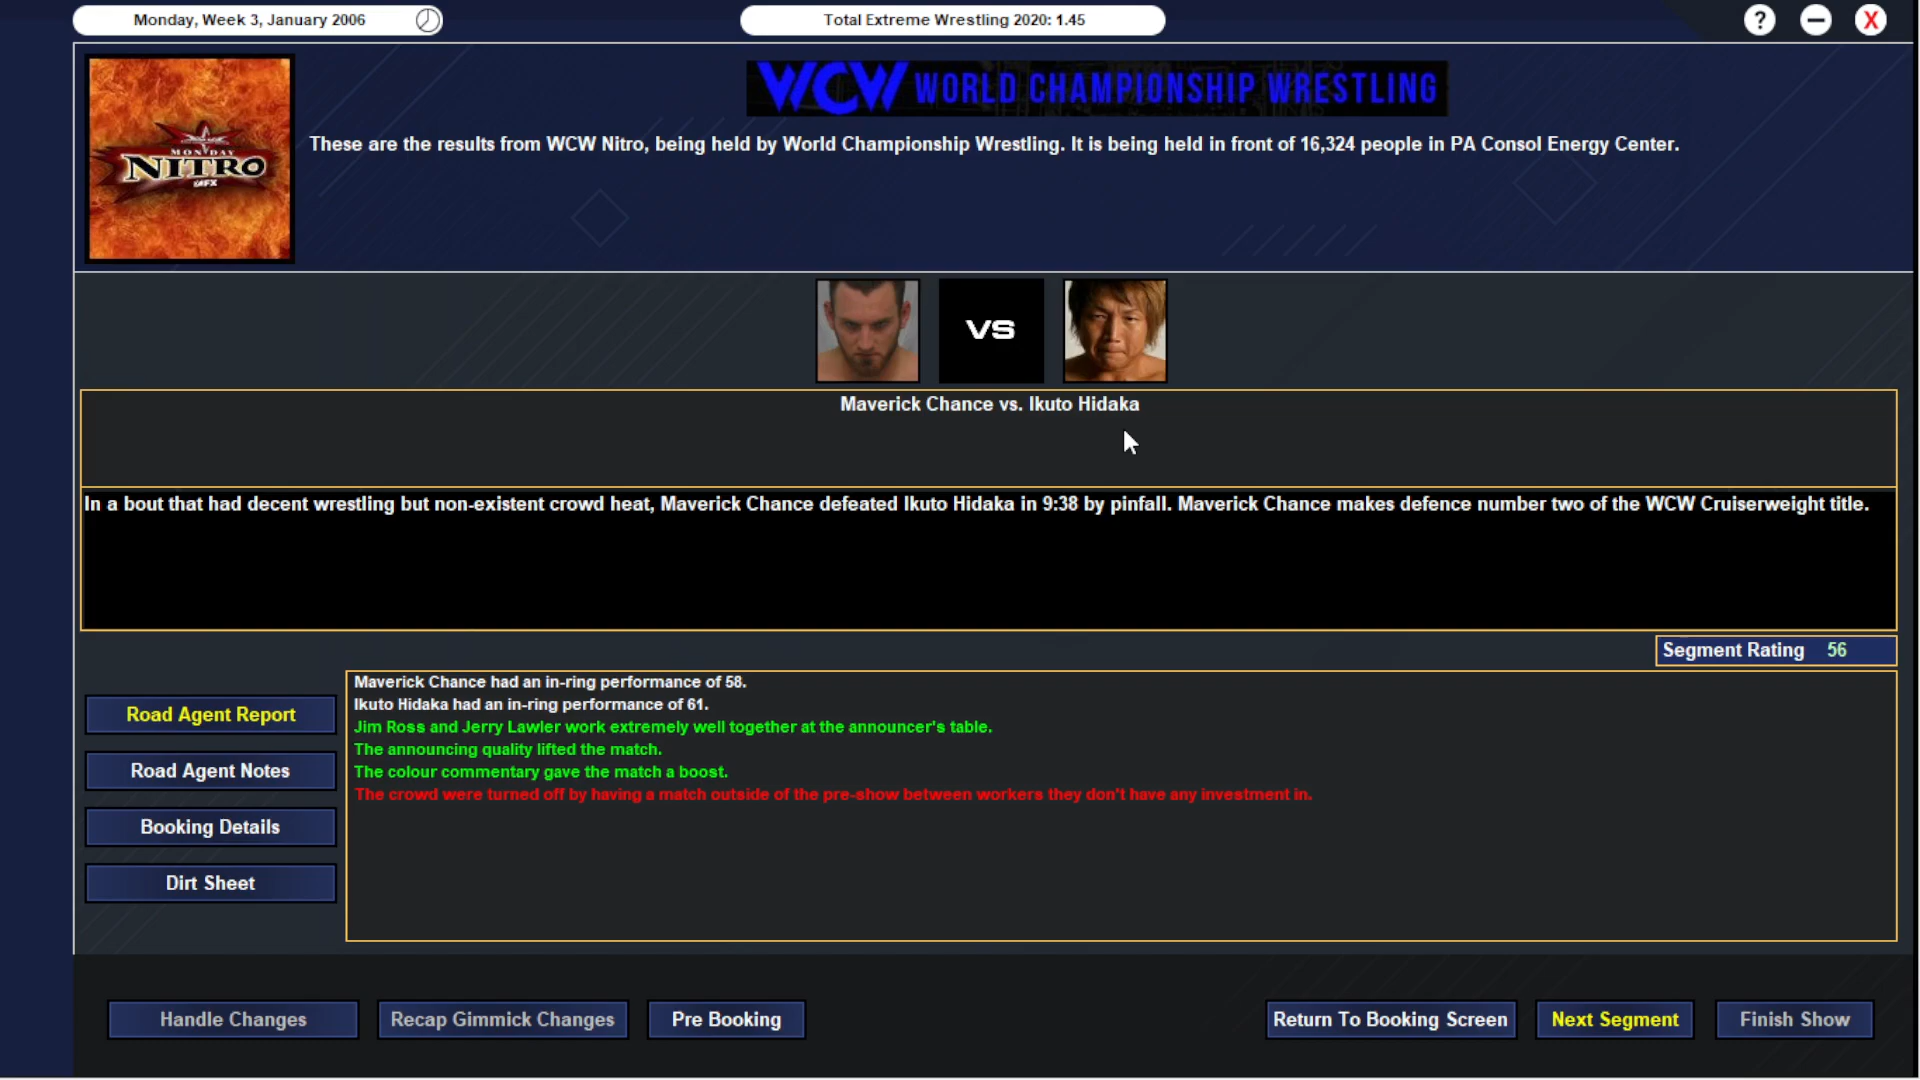 Monday, Week 3, January 2006
Total Extreme Wrestling 2020: 1.45
?
X
WCW WORLD CHAMPIONSHIP WRESTLING
These are the results from WCW Nitro, being held by World Championship Wrestling. It is being held in front of 16,324 people in PA Consol Energy Center.
MONDAY
NITRO
VS
Maverick Chance vs. Ikuto Hidaka
In a bout that had decent wrestling but non-existent crowd heat, Maverick Chance defeated Ikuto Hidaka in 9:38 by pinfall. Maverick Chance makes defence number two of the WCW Cruiserweight title.
Segment Rating 56
Road Agent Report
Road Agent Notes
Booking Details
Dirt Sheet
Maverick Chance had an in-ring performance of 58.
Ikuto Hidaka had an in-ring performance of 61.
Jim Ross and Jerry Lawler work extremely well together at the announcer's table.
The announcing quality lifted the match.
The colour commentary gave the match a boost.
The crowd were turned off by having a match outside of the pre-show between workers they don't have any investment in.
Handle Changes
Recap Gimmick Changes
Pre Booking
Return To Booking Screen
Next Segment
Finish Show